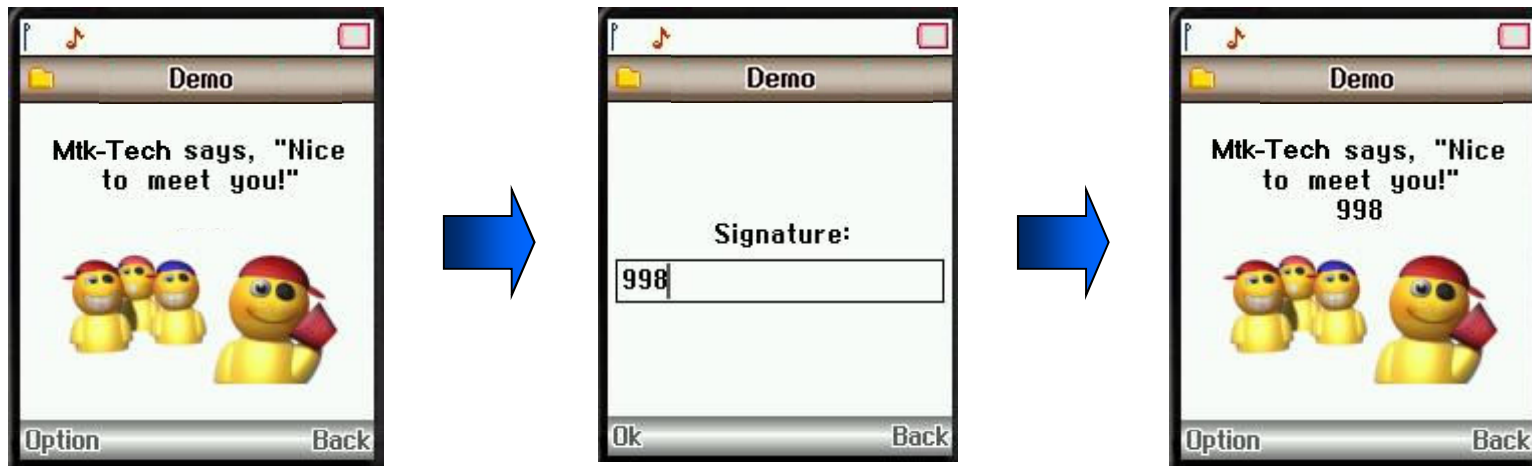 Demo
Mtk-Tech says, "Nice
to meet you!"
Option Back
Demo
Signature:
998
Ok Back
Demo
Mtk-Tech says, "Nice
to meet you!"
998
Option Back